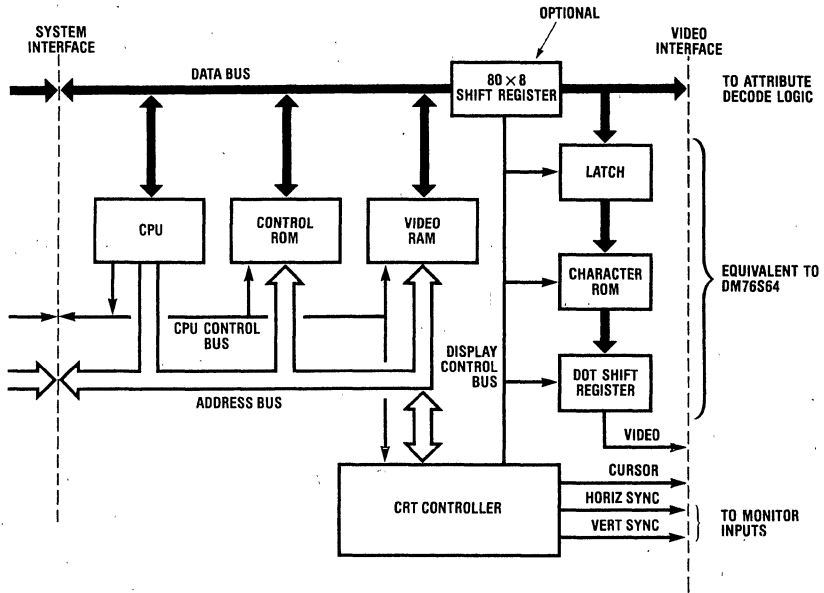 OPTIONAL
SYSTEM
INTERFACE
VIDEO
INTERFACE
DATA BUS
80 × 8
SHIFT REGISTER
TO ATTRIBUTE
DECODE LOGIC
LATCH
CPU
CONTROL
ROM
VIDEO
RAM
CHARACTER
ROM
EQUIVALENT TO
DM76S64
CPU CONTROL
BUS
DISPLAY
CONTROL
BUS
DOT SHIFT
REGISTER
ADDRESS BUS
VIDEO
CURSOR
CRT CONTROLLER
HORIZ SYNC
VERT SYNC
TO MONITOR
INPUTS